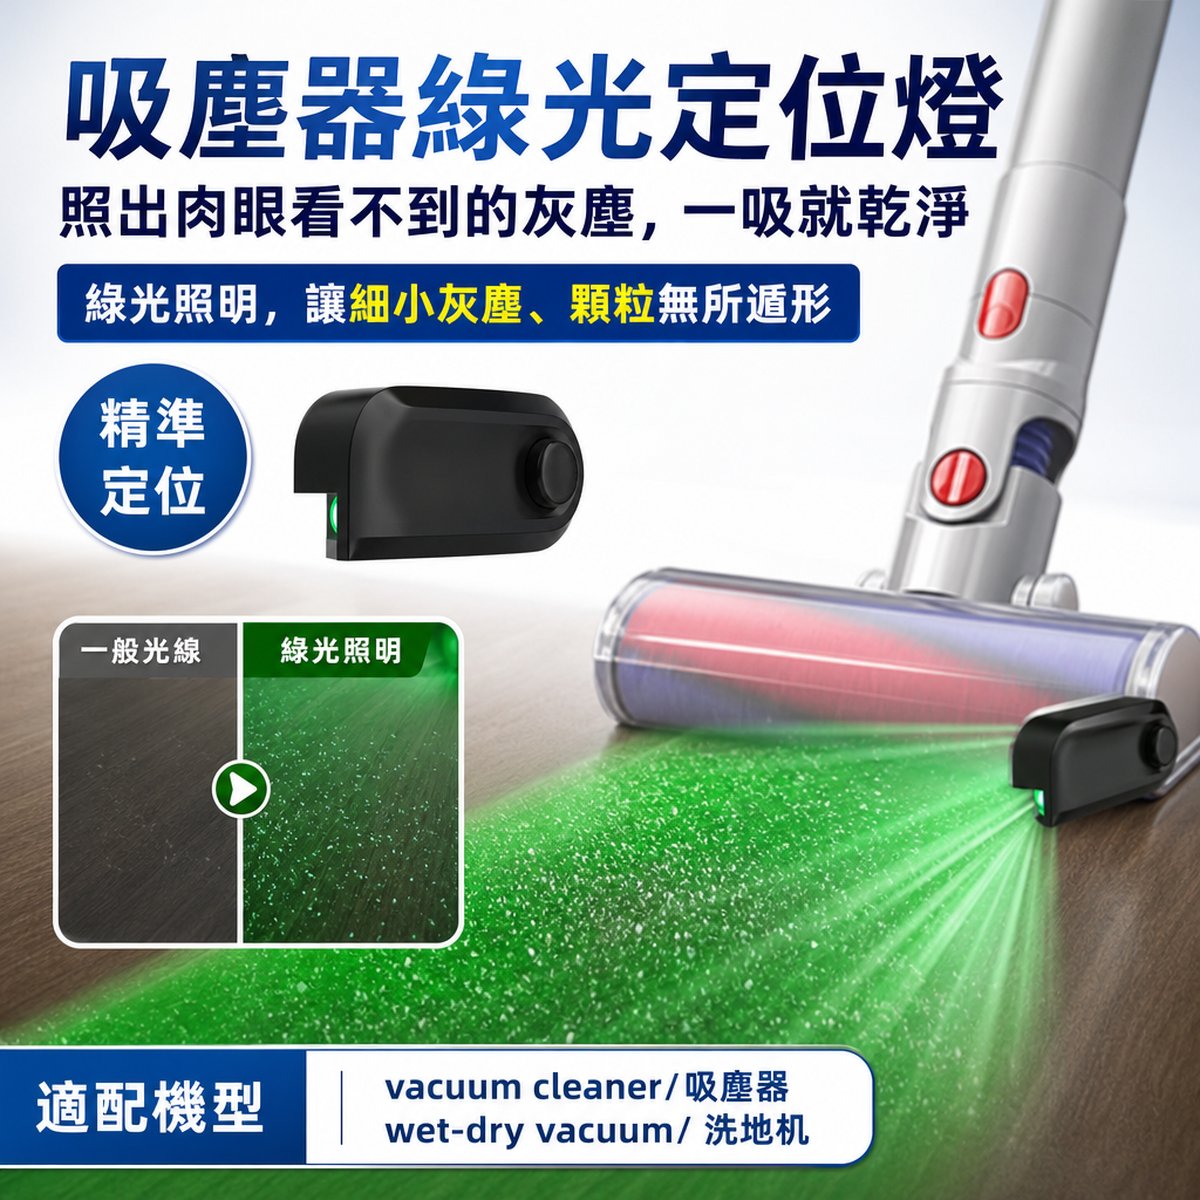 吸塵器綠光定位燈
照出肉眼看不到的灰塵，一吸就乾淨
綠光照明，讓細小灰塵、顆粒無所遁形
精準
定位
一般光線
綠光照明
適配機型
vacuum cleaner/吸塵器
wet-dry vacuum/ 洗地机